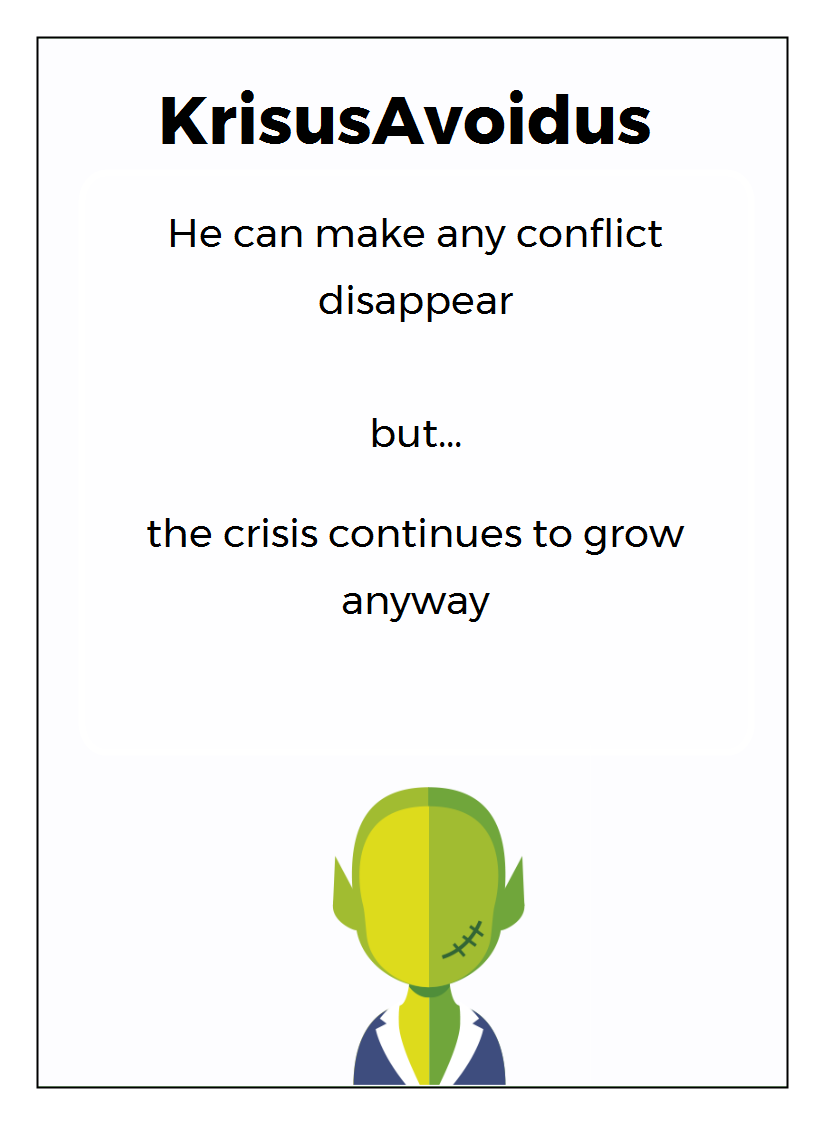 KrisusAvoidus
He can make any conflict
disappear
but...
the crisis continues to grow
anyway